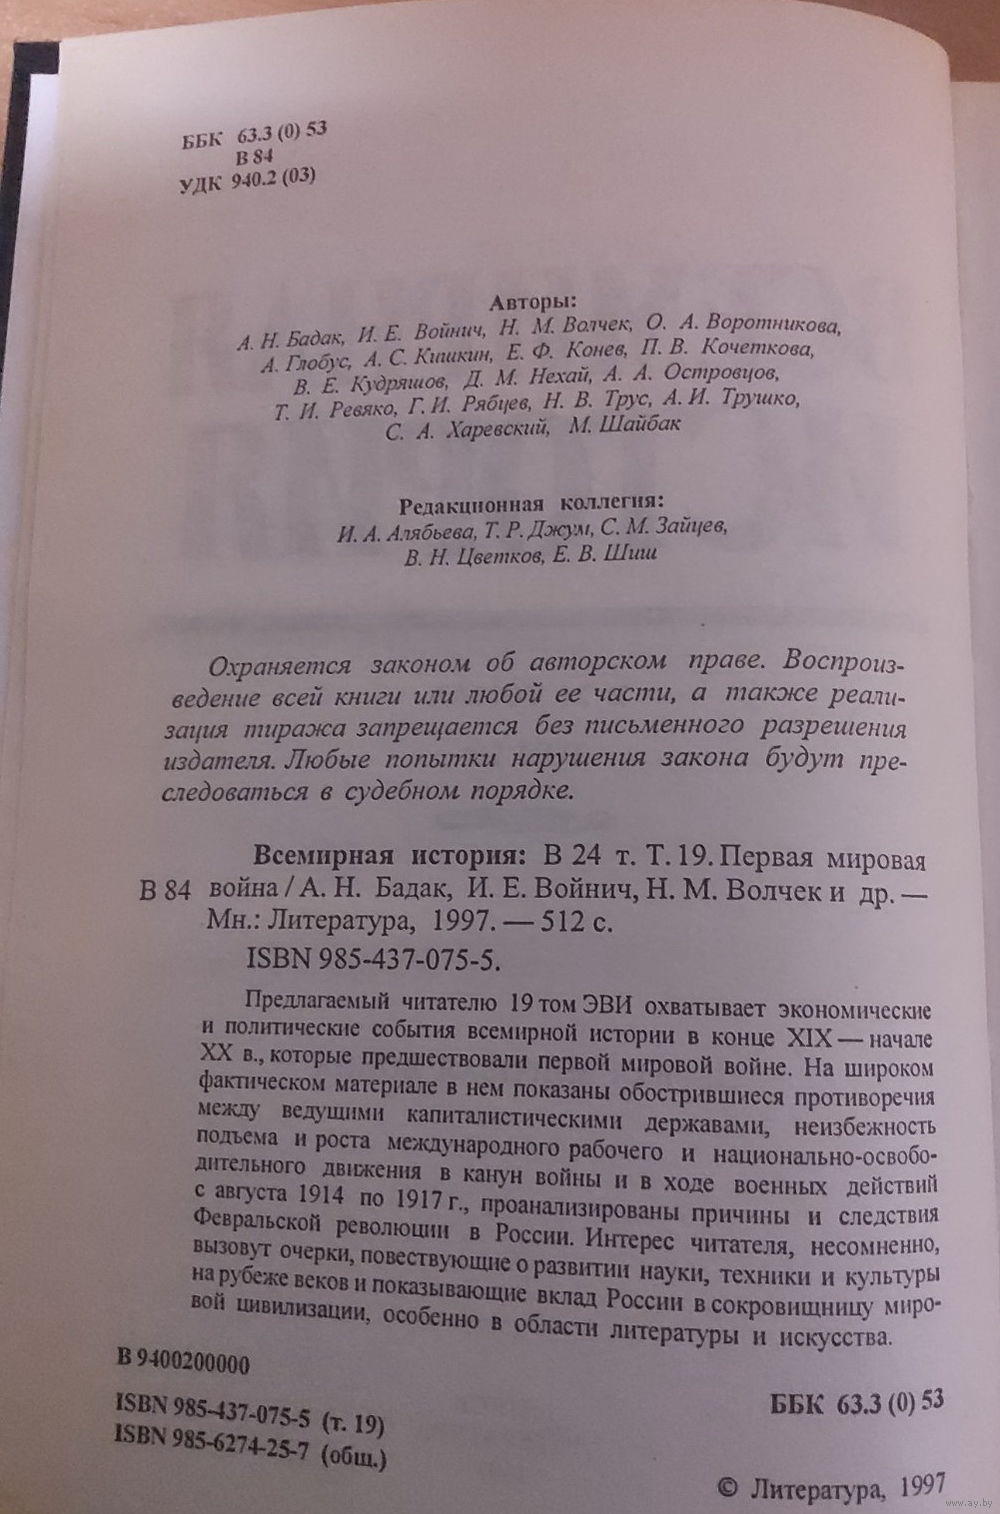 ББК 63.3 (0) 53
В 84
УДК 940.2 (03)
Авторы:
А. Н. Бадак, И. Е. Войнич, Н. М. Волчек, О. А. Воротникова,
А. Глобус, А. С. Кишкин, Е. Ф. Конев, П. В. Кочеткова,
В. Е. Кудряшов, Д. М. Нехай, А. А. Островцов,
Т. И. Ревяко, Г. И. Рябцев, Н. В. Трус, А. И. Трушко,
С. А. Харевский, М. Шайбак
Редакционная коллегия:
И. А. Алябьева, Т. Р. Джум, С. М. Зайцев,
В. Н. Цветков, Е. В. Шиш
Охраняется законом об авторском праве. Воспроиз-
ведение всей книги или любой ее части, а также реали-
зация тиража запрещается без письменного разрешения
издателя. Любые попытки нарушения закона будут пре-
следоваться в судебном порядке.
Всемирная история: В 24 т. Т. 19. Первая мировая
В 84 война / А. Н. Бадак, И. Е. Войнич, Н. М. Волчек и др. —
Мн.: Литература, 1997. — 512 с.
ISBN 985-437-075-5.
Предлагаемый читателю 19 том ЭВИ охватывает экономические
и политические события всемирной истории в конце XIX — начале
XX в., которые предшествовали первой мировой войне. На широком
фактическом материале в нем показаны обострившиеся противоречия
между ведущими капиталистическими державами, неизбежность
подъема и роста международного рабочего и национально-освобо-
дительного движения в канун войны и в ходе военных действий
с августа 1914 по 1917 г., проанализированы причины и следствия
Февральской революции в России. Интерес читателя, несомненно,
вызовут очерки, повествующие о развитии науки, техники и культуры
на рубеже веков и показывающие вклад России в сокровищницу миро-
вой цивилизации, особенно в области литературы и искусства.
В 9400200000
ISBN 985-437-075-5 (т. 19)
ISBN 985-6274-25-7 (общ.)
ББК 63.3 (0) 53
© Литература, 1997
www.ay.by